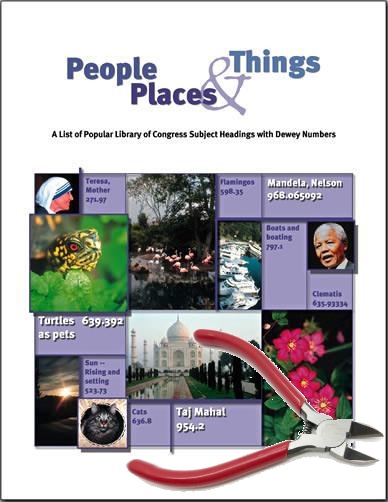 People
Places & Things
A List of Popular Library of Congress Subject Headings with Dewey Numbers
Teresa,
Mother
271.97
Flamingos
598.35
Mandela, Nelson
968.065092
Boats and
boating
797.1
Clematis
635.93334
Turtles 639.392
as pets
Sun --
Rising and
setting
523.73
Cats
636.8
Taj Mahal
954.2